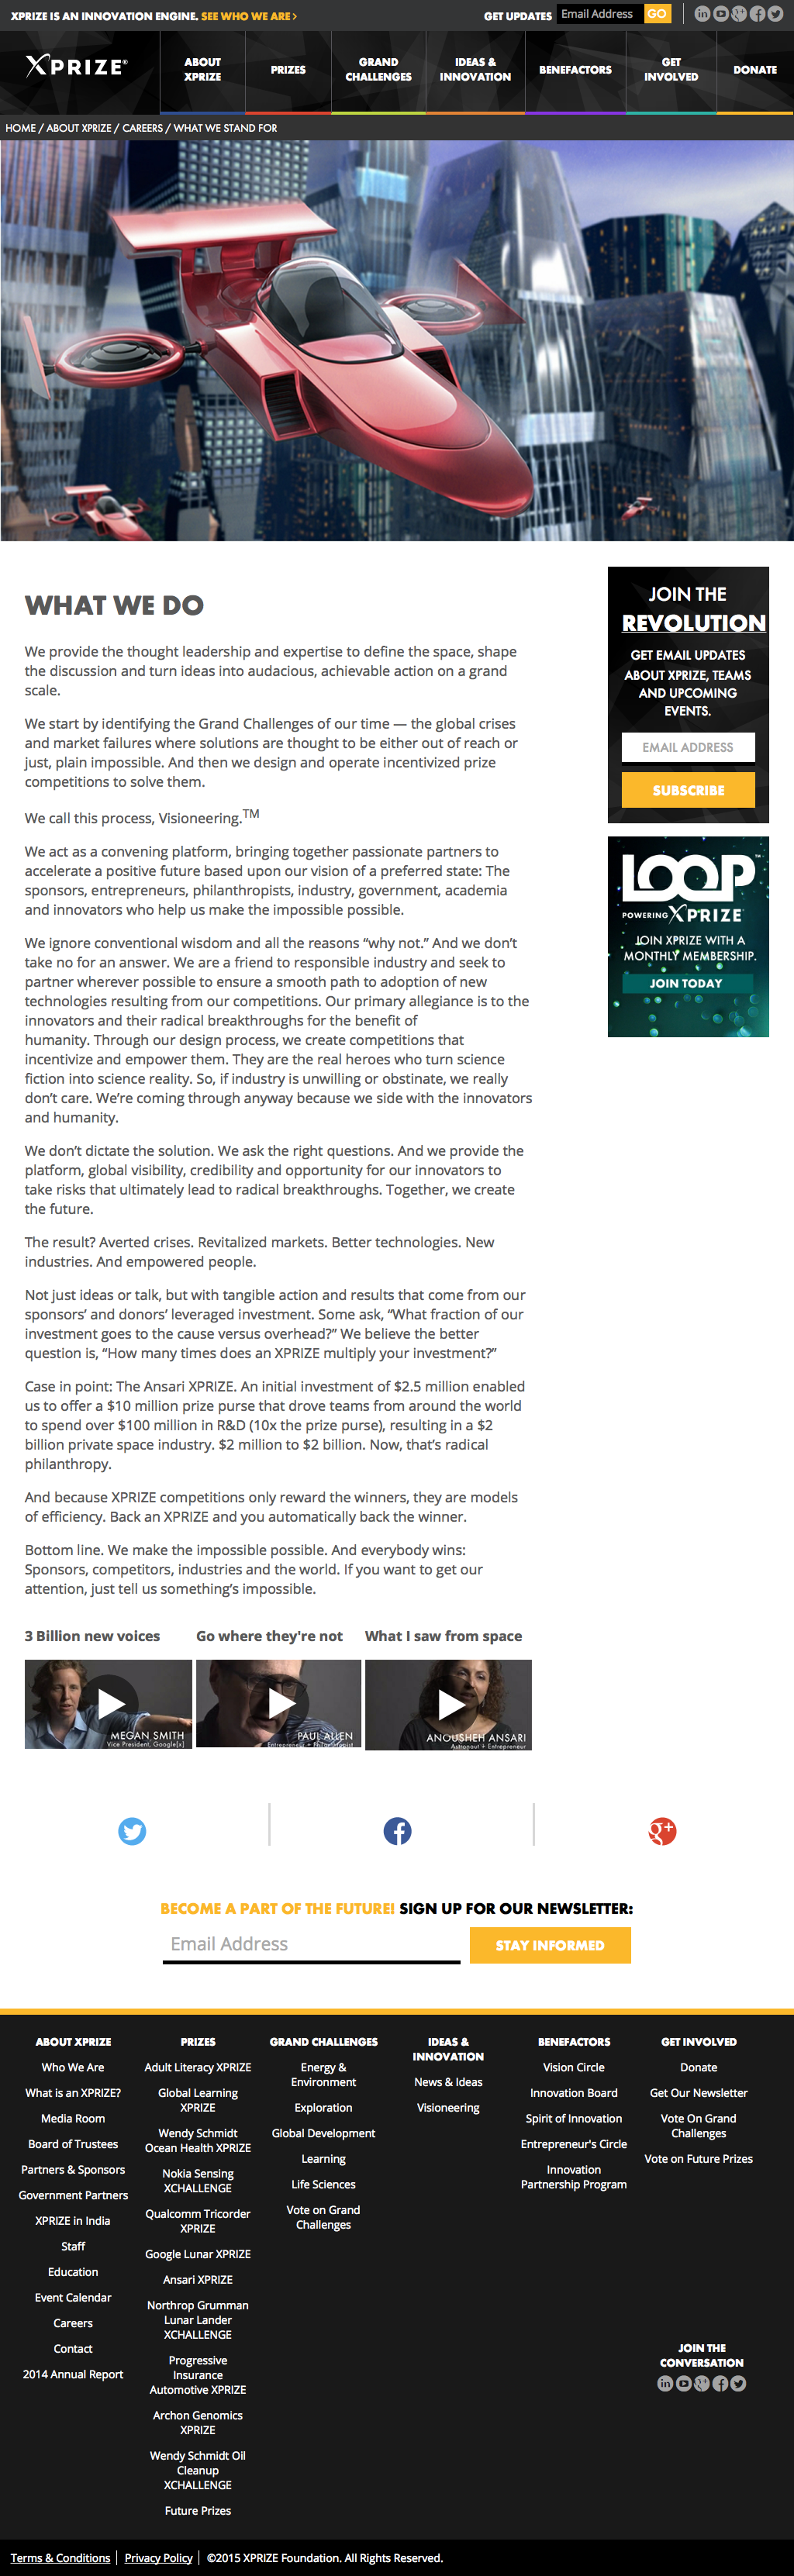 XPRIZE IS AN INNOVATION ENGINE. SEE WHO WE ARE >
GET UPDATES
Email Address
GO
XPRIZE®
ABOUT
XPRIZE
PRIZES
GRAND
CHALLENGES
IDEAS &
INNOVATION
BENEFACTORS
GET
INVOLVED
DONATE
HOME / ABOUT XPRIZE / CAREERS / WHAT WE STAND FOR
WHAT WE DO
We provide the thought leadership and expertise to define the space, shape
the discussion and turn ideas into audacious, achievable action on a grand
scale.
We start by identifying the Grand Challenges of our time — the global crises
and market failures where solutions are thought to be either out of reach or
just, plain impossible. And then we design and operate incentivized prize
competitions to solve them.
We call this process, Visioneering.TM
We act as a convening platform, bringing together passionate partners to
accelerate a positive future based upon our vision of a preferred state: The
sponsors, entrepreneurs, philanthropists, industry, government, academia
and innovators who help us make the impossible possible.
We ignore conventional wisdom and all the reasons “why not.” And we don’t
take no for an answer. We are a friend to responsible industry and seek to
partner wherever possible to ensure a smooth path to adoption of new
technologies resulting from our competitions. Our primary allegiance is to the
innovators and their radical breakthroughs for the benefit of
humanity. Through our design process, we create competitions that
incentivize and empower them. They are the real heroes who turn science
fiction into science reality. So, if industry is unwilling or obstinate, we really
don’t care. We’re coming through anyway because we side with the innovators
and humanity.
We don’t dictate the solution. We ask the right questions. And we provide the
platform, global visibility, credibility and opportunity for our innovators to
take risks that ultimately lead to radical breakthroughs. Together, we create
the future.
The result? Averted crises. Revitalized markets. Better technologies. New
industries. And empowered people.
Not just ideas or talk, but with tangible action and results that come from our
sponsors’ and donors’ leveraged investment. Some ask, “What fraction of our
investment goes to the cause versus overhead?” We believe the better
question is, “How many times does an XPRIZE multiply your investment?”
Case in point: The Ansari XPRIZE. An initial investment of $2.5 million enabled
us to offer a $10 million prize purse that drove teams from around the world
to spend over $100 million in R&D (10x the prize purse), resulting in a $2
billion private space industry. $2 million to $2 billion. Now, that’s radical
philanthropy.
And because XPRIZE competitions only reward the winners, they are models
of efficiency. Back an XPRIZE and you automatically back the winner.
Bottom line. We make the impossible possible. And everybody wins:
Sponsors, competitors, industries and the world. If you want to get our
attention, just tell us something’s impossible.
JOIN THE
REVOLUTION
GET EMAIL UPDATES
ABOUT XPRIZE, TEAMS
AND UPCOMING
EVENTS.
EMAIL ADDRESS
SUBSCRIBE
LOOP™
POWERING XPRIZE
JOIN XPRIZE WITH A
MONTHLY MEMBERSHIP.
JOIN TODAY
3 Billion new voices
Go where they're not
What I saw from space
MEGAN SMITH
Vice President, Google[x]
PAUL ALLEN
Entrepreneur + Philanthropist
ANOUSHEH ANSARI
Astronaut + Entrepreneur
BECOME A PART OF THE FUTURE! SIGN UP FOR OUR NEWSLETTER:
Email Address
STAY INFORMED
ABOUT XPRIZE
Who We Are
What is an XPRIZE?
Media Room
Board of Trustees
Partners & Sponsors
Government Partners
XPRIZE in India
Staff
Education
Event Calendar
Careers
Contact
2014 Annual Report
PRIZES
Adult Literacy XPRIZE
Global Learning
XPRIZE
Wendy Schmidt
Ocean Health XPRIZE
Nokia Sensing
XCHALLENGE
Qualcomm Tricorder
XPRIZE
Google Lunar XPRIZE
Ansari XPRIZE
Northrop Grumman
Lunar Lander
XCHALLENGE
Progressive
Insurance
Automotive XPRIZE
Archon Genomics
XPRIZE
Wendy Schmidt Oil
Cleanup
XCHALLENGE
Future Prizes
GRAND CHALLENGES
Energy &
Environment
Exploration
Global Development
Learning
Life Sciences
Vote on Grand
Challenges
IDEAS &
INNOVATION
News & Ideas
Visioneering
BENEFACTORS
Vision Circle
Innovation Board
Spirit of Innovation
Entrepreneur's Circle
Innovation
Partnership Program
GET INVOLVED
Donate
Get Our Newsletter
Vote On Grand
Challenges
Vote on Future Prizes
JOIN THE
CONVERSATION
Terms & Conditions | Privacy Policy | ©2015 XPRIZE Foundation. All Rights Reserved.